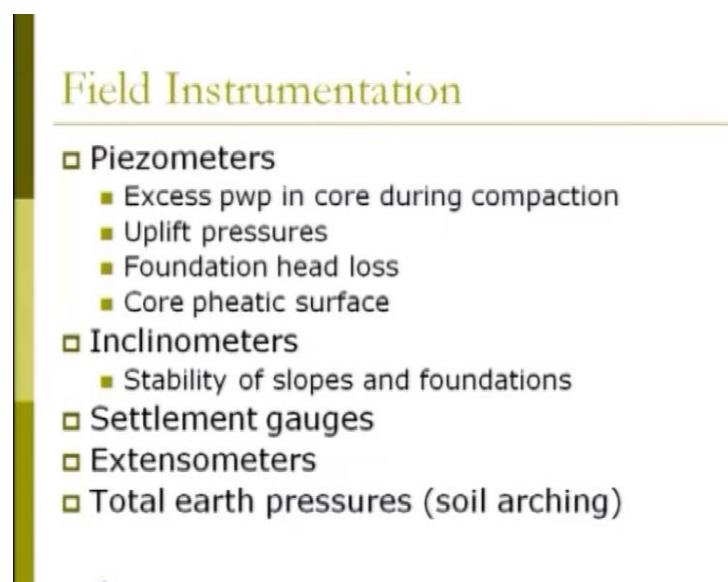 Field Instrumentation
Piezometers
Excess pwp in core during compaction
Uplift pressures
Foundation head loss
Core pheatic surface
Inclinometers
Stability of slopes and foundations
Settlement gauges
Extensometers
Total earth pressures (soil arching)